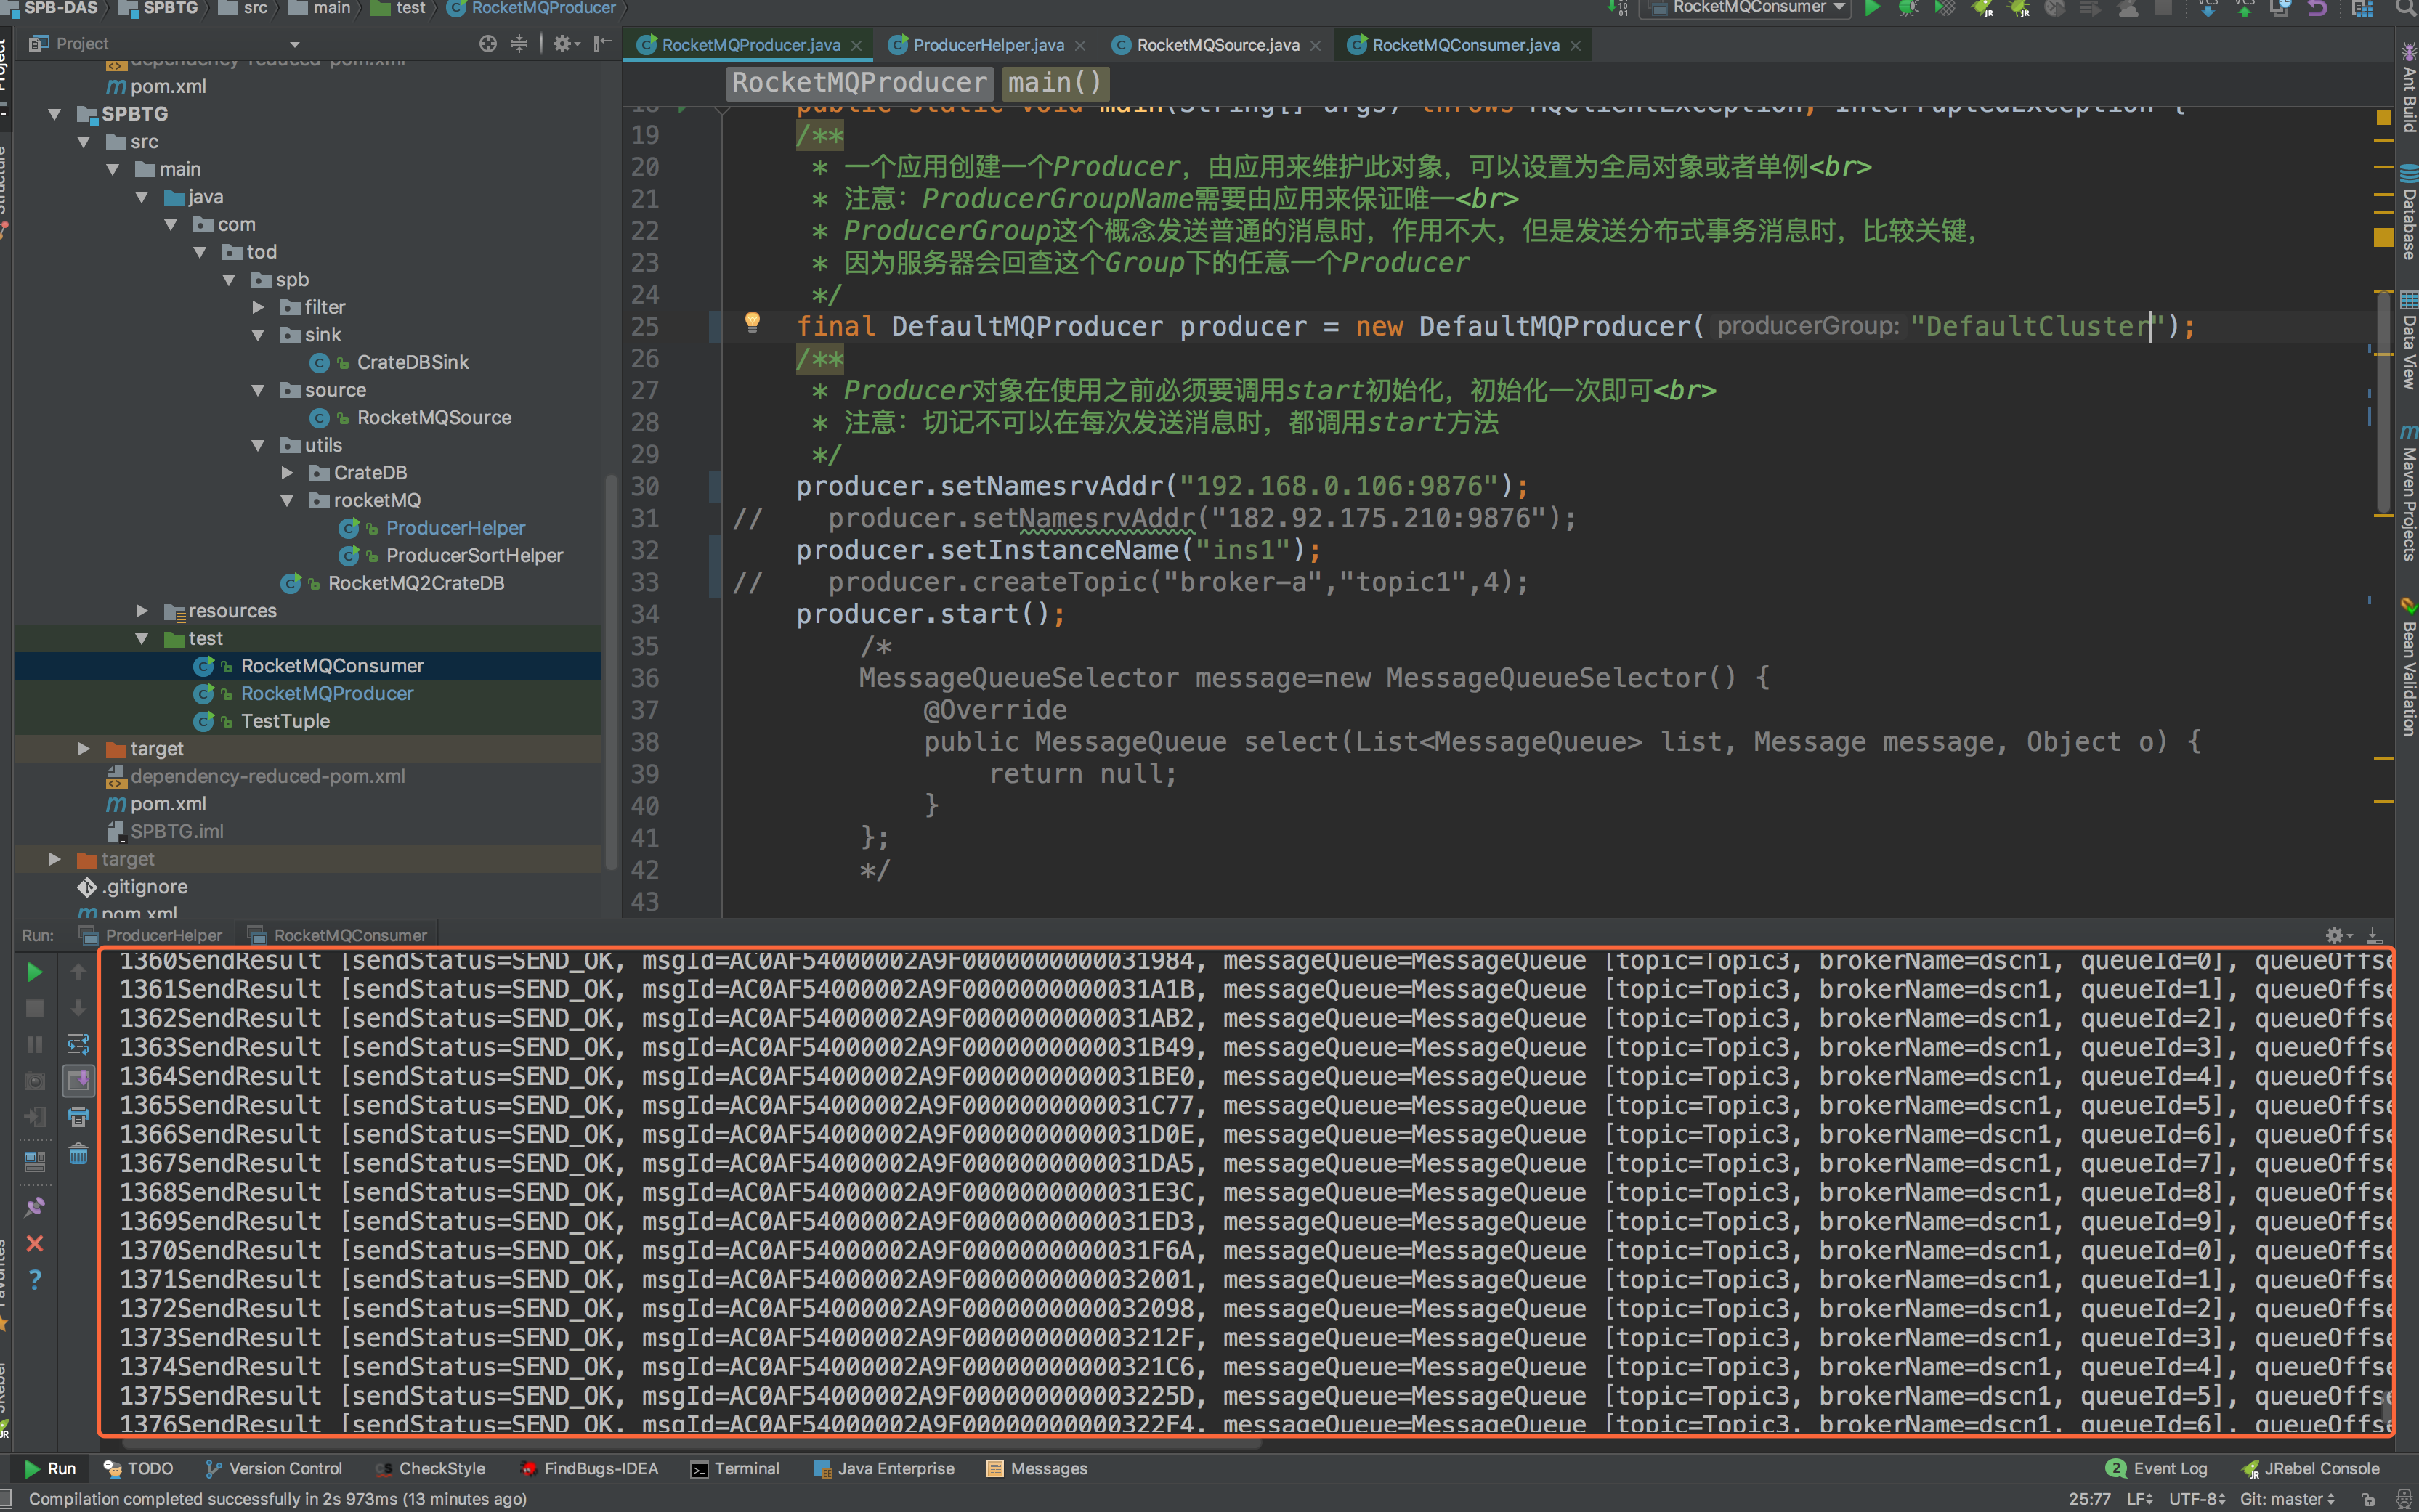 SPB-DAS SPBTG src main test RocketMQProducer RocketMQConsumer
Project
RocketMQProducer.java ProducerHelper.java RocketMQSource.java RocketMQConsumer.java
RocketMQProducer main()
dependency-reduced-pom.xml
pom.xml
SPBTG
src
main
java
com
tod
spb
filter
sink
CrateDBSink
source
RocketMQSource
utils
CrateDB
rocketMQ
ProducerHelper
ProducerSortHelper
RocketMQ2CrateDB
resources
test
RocketMQConsumer
RocketMQProducer
TestTuple
target
dependency-reduced-pom.xml
pom.xml
SPBTG.iml
target
.gitignore
pom.xml
18 public static void main(String[] args) throws MQClientException, InterruptedException {
19 /**
20 * 一个应用创建一个Producer，由应用来维护此对象，可以设置为全局对象或者单例<br>
21 * 注意：ProducerGroupName需要由应用来保证唯一<br>
22 * ProducerGroup这个概念发送普通的消息时，作用不大，但是发送分布式事务消息时，比较关键，
23 * 因为服务器会回查这个Group下的任意一个Producer
24 */
25 final DefaultMQProducer producer = new DefaultMQProducer( producerGroup: "DefaultCluster");
26 /**
27 * Producer对象在使用之前必须要调用start初始化，初始化一次即可<br>
28 * 注意：切记不可以在每次发送消息时，都调用start方法
29 */
30 producer.setNamesrvAddr("192.168.0.106:9876");
31 // producer.setNamesrvAddr("182.92.175.210:9876");
32 producer.setInstanceName("ins1");
33 // producer.createTopic("broker-a","topic1",4);
34 producer.start();
35 /*
36 MessageQueueSelector message=new MessageQueueSelector() {
37 @Override
38 public MessageQueue select(List<MessageQueue> list, Message message, Object o) {
39 return null;
40 }
41 };
42 */
43
Ant Build
Database
Data View
Maven Projects
Bean Validation
Structure
Favorites
JRebel
Run: ProducerHelper RocketMQConsumer
1360SendResult [sendStatus=SEND_OK, msgId=AC0AF54000002A9F0000000000031984, messageQueue=MessageQueue [topic=Topic3, brokerName=dscn1, queueId=0], queueOffse
1361SendResult [sendStatus=SEND_OK, msgId=AC0AF54000002A9F0000000000031A1B, messageQueue=MessageQueue [topic=Topic3, brokerName=dscn1, queueId=1], queueOffse
1362SendResult [sendStatus=SEND_OK, msgId=AC0AF54000002A9F0000000000031AB2, messageQueue=MessageQueue [topic=Topic3, brokerName=dscn1, queueId=2], queueOffse
1363SendResult [sendStatus=SEND_OK, msgId=AC0AF54000002A9F0000000000031B49, messageQueue=MessageQueue [topic=Topic3, brokerName=dscn1, queueId=3], queueOffse
1364SendResult [sendStatus=SEND_OK, msgId=AC0AF54000002A9F0000000000031BE0, messageQueue=MessageQueue [topic=Topic3, brokerName=dscn1, queueId=4], queueOffse
1365SendResult [sendStatus=SEND_OK, msgId=AC0AF54000002A9F0000000000031C77, messageQueue=MessageQueue [topic=Topic3, brokerName=dscn1, queueId=5], queueOffse
1366SendResult [sendStatus=SEND_OK, msgId=AC0AF54000002A9F0000000000031D0E, messageQueue=MessageQueue [topic=Topic3, brokerName=dscn1, queueId=6], queueOffse
1367SendResult [sendStatus=SEND_OK, msgId=AC0AF54000002A9F0000000000031DA5, messageQueue=MessageQueue [topic=Topic3, brokerName=dscn1, queueId=7], queueOffse
1368SendResult [sendStatus=SEND_OK, msgId=AC0AF54000002A9F0000000000031E3C, messageQueue=MessageQueue [topic=Topic3, brokerName=dscn1, queueId=8], queueOffse
1369SendResult [sendStatus=SEND_OK, msgId=AC0AF54000002A9F0000000000031ED3, messageQueue=MessageQueue [topic=Topic3, brokerName=dscn1, queueId=9], queueOffse
1370SendResult [sendStatus=SEND_OK, msgId=AC0AF54000002A9F0000000000031F6A, messageQueue=MessageQueue [topic=Topic3, brokerName=dscn1, queueId=0], queueOffse
1371SendResult [sendStatus=SEND_OK, msgId=AC0AF54000002A9F0000000000032001, messageQueue=MessageQueue [topic=Topic3, brokerName=dscn1, queueId=1], queueOffse
1372SendResult [sendStatus=SEND_OK, msgId=AC0AF54000002A9F0000000000032098, messageQueue=MessageQueue [topic=Topic3, brokerName=dscn1, queueId=2], queueOffse
1373SendResult [sendStatus=SEND_OK, msgId=AC0AF54000002A9F000000000003212F, messageQueue=MessageQueue [topic=Topic3, brokerName=dscn1, queueId=3], queueOffse
1374SendResult [sendStatus=SEND_OK, msgId=AC0AF54000002A9F00000000000321C6, messageQueue=MessageQueue [topic=Topic3, brokerName=dscn1, queueId=4], queueOffse
1375SendResult [sendStatus=SEND_OK, msgId=AC0AF54000002A9F000000000003225D, messageQueue=MessageQueue [topic=Topic3, brokerName=dscn1, queueId=5], queueOffse
1376SendResult [sendStatus=SEND_OK, msgId=AC0AF54000002A9F00000000000322F4, messageQueue=MessageQueue [topic=Topic3, brokerName=dscn1, queueId=6], queueOffse
Run TODO Version Control CheckStyle FindBugs-IDEA Terminal Java Enterprise Messages 2 Event Log JRebel Console
Compilation completed successfully in 2s 973ms (13 minutes ago) 25:77 LF UTF-8 Git: master